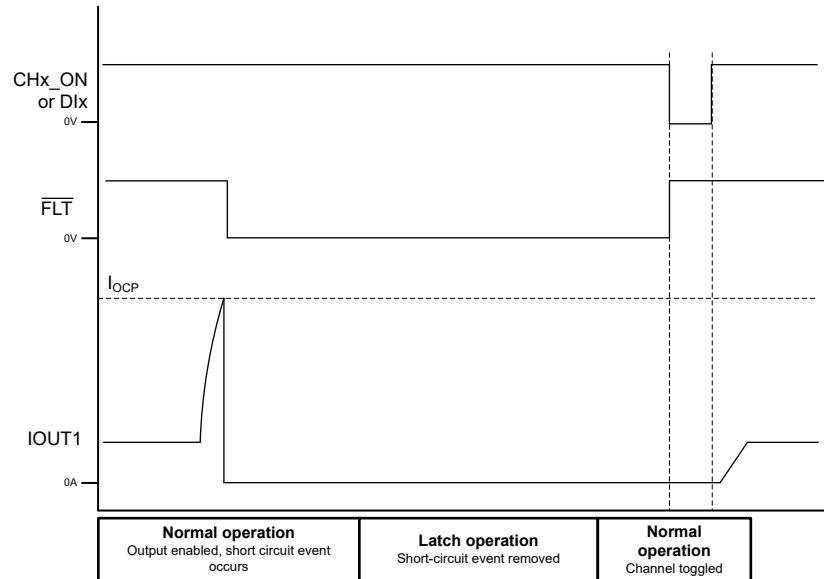 CHx_ON
or DIx
0V
FLT
0V
IOCP
IOUT1
0A
Normal operation
Output enabled, short circuit event
occurs
Latch operation
Short-circuit event removed
Normal
operation
Channel toggled